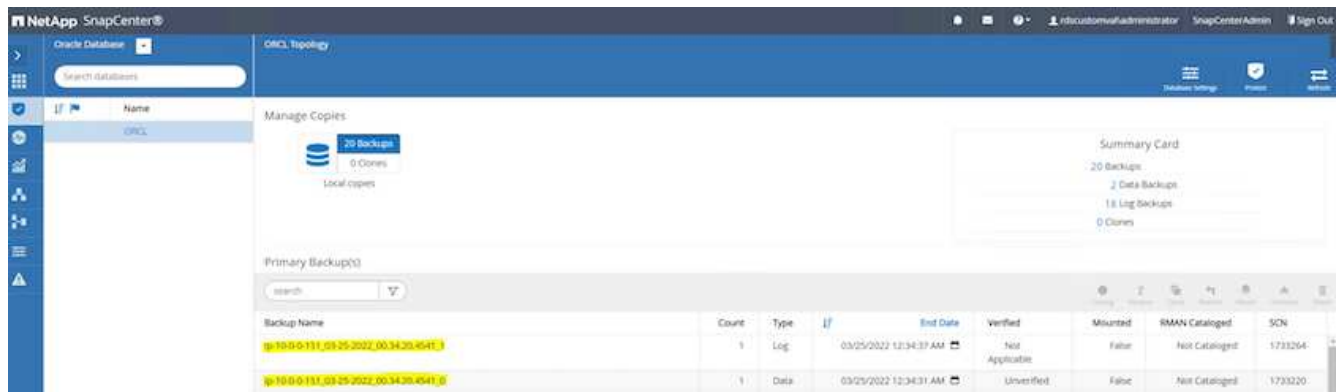 NetApp SnapCenter®
rdscustomval\administrator SnapCenterAdmin Sign Out
Oracle Database
ORCL Topology
Search databases
Database Settings Protect Refresh
Name
ORCL
Manage Copies
20 Backups
0 Clones
Local copies
Summary Card
20 Backups
2 Data Backups
18 Log Backups
0 Clones
Primary Backup(s)
search
Backup Name Count Type End Date Verified Mounted RMAN Cataloged SCN
ip-10-0-0-151_03-25-2022_00.34.20.4541_1 1 Log 03/25/2022 12:34:37 AM Not Applicable False Not Cataloged 1733264
ip-10-0-0-151_03-25-2022_00.34.20.4541_0 1 Data 03/25/2022 12:34:31 AM Unverified False Not Cataloged 1733220